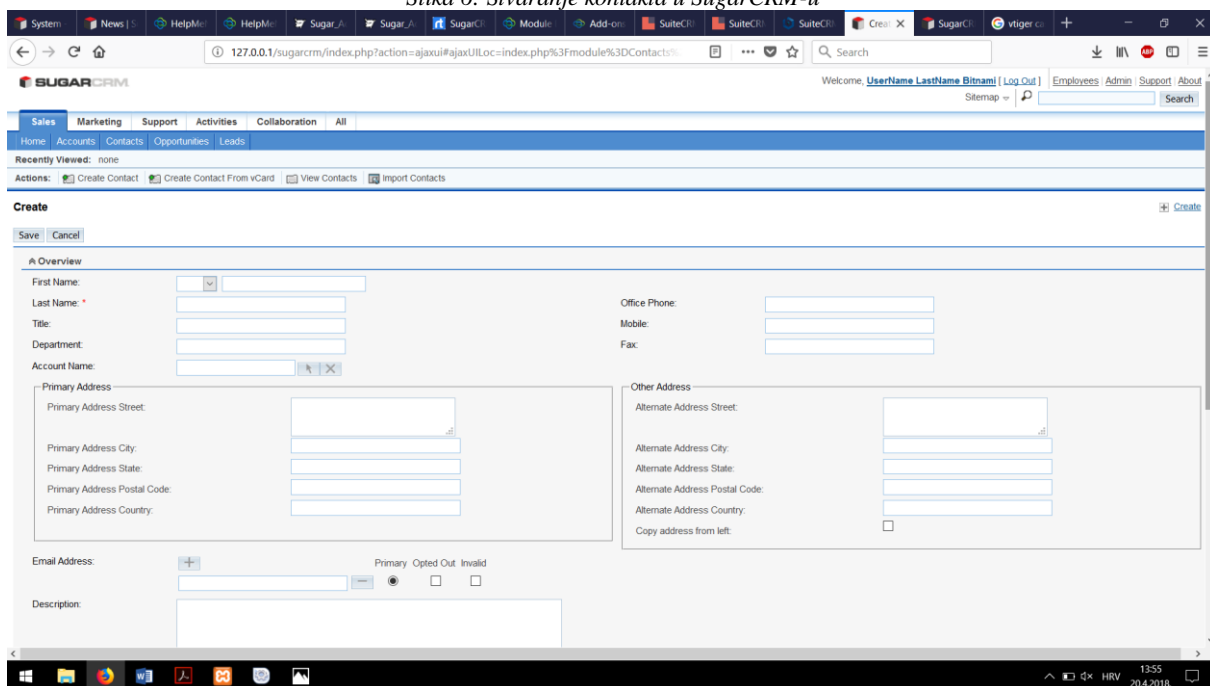 Slika 6: Stvaranje kontakta u SugarCRM-u
System News | S HelpMe HelpMe Sugar_A Sugar_A SugarC Module Add-on SuiteCR SuiteCR SuiteCR Creat SugarC vtiger ca
127.0.0.1/sugarcrm/index.php?action=ajaxui#ajaxUILoc=index.php%3Fmodule%3DContacts% Search
SUGARCRM Welcome, UserName LastName Bitnami [ Log Out ] Employees | Admin | Support | About
Sitemap Search
Sales Marketing Support Activities Collaboration All
Home Accounts Contacts Opportunities Leads
Recently Viewed: none
Actions: Create Contact Create Contact From vCard View Contacts Import Contacts
Create Create
Save Cancel
Overview
First Name:
Last Name: * Office Phone:
Title: Mobile:
Department: Fax:
Account Name:
Primary Address Other Address
Primary Address Street: Alternate Address Street:
Primary Address City: Alternate Address City:
Primary Address State: Alternate Address State:
Primary Address Postal Code: Alternate Address Postal Code:
Primary Address Country: Alternate Address Country:
Copy address from left:
Email Address: Primary Opted Out Invalid
Description:
HRV 13:55
20.4.2018.